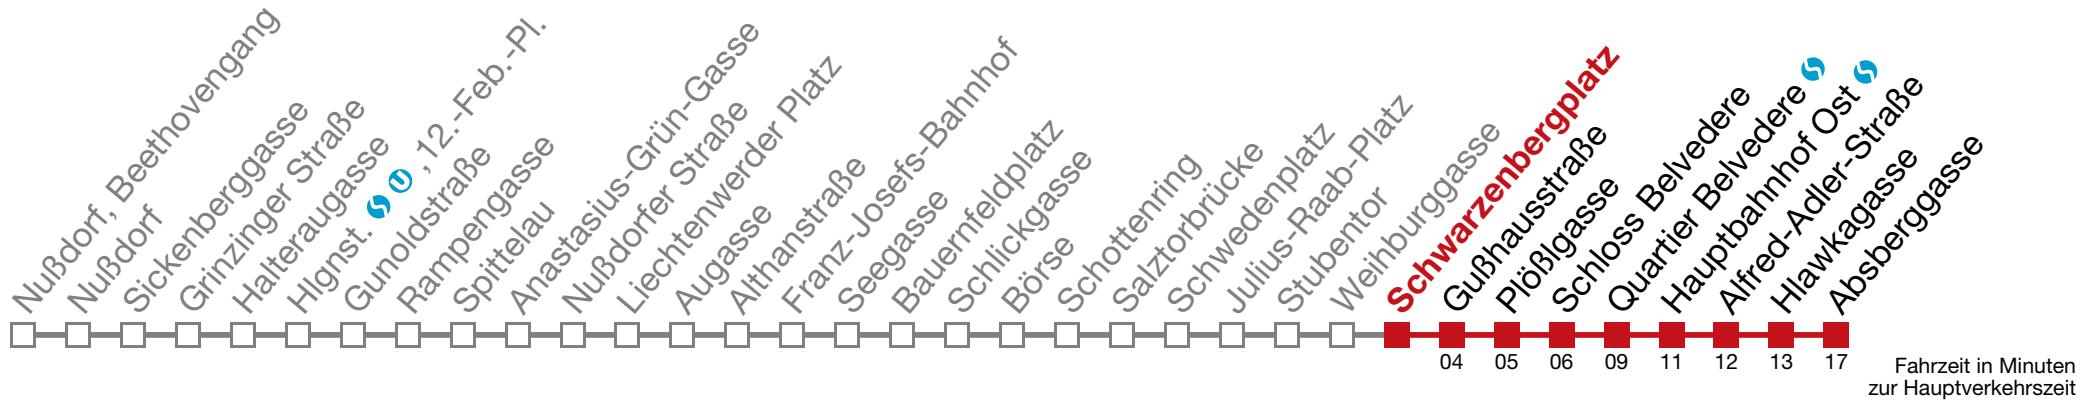 Nußdorf, Beethovengang
Nußdorf
Sickenberggasse
Grinzinger Straße
Halteraugasse
Hlgnst. S U ,12.-Feb.-Pl.
Gunoldstraße
Rampengasse
Spittelau
Anastasius-Grün-Gasse
Nußdorfer Straße
Liechtenwerder Platz
Augasse
Althanstraße
Franz-Josefs-Bahnhof
Seegasse
Bauernfeldplatz
Schlickgasse
Börse
Schottenring
Salztorbrücke
Schwedenplatz
Julius-Raab-Platz
Stubentor
Weihburggasse
Schwarzenbergplatz
Gußhausstraße
Plößlgasse
Schloss Belvedere
Quartier Belvedere S
Hauptbahnhof Ost S
Alfred-Adler-Straße
Hlawkagasse
Absberggasse
04 05 06 09 11 12 13 17
Fahrzeit in Minuten
zur Hauptverkehrszeit